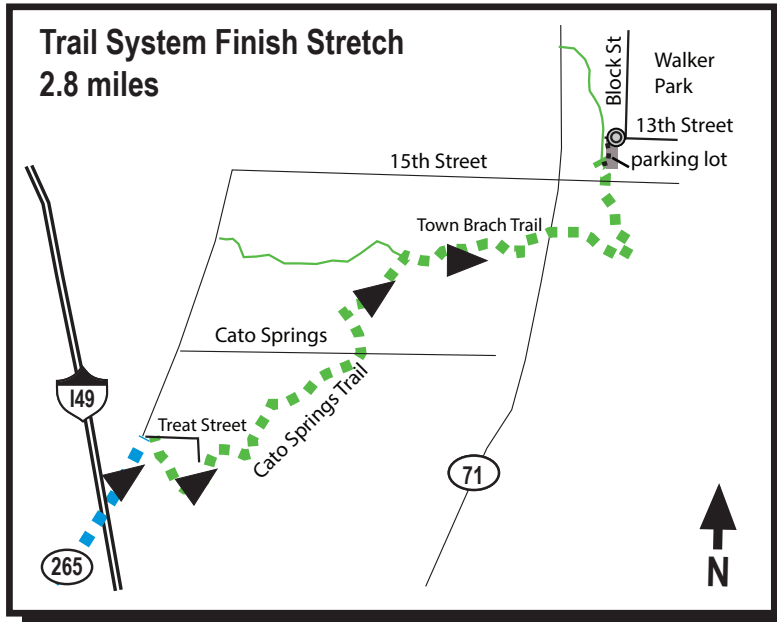 Trail System Finish Stretch
2.8 miles
Block St
Walker
Park
13th Street
parking lot
15th Street
Town Brach Trail
Cato Springs
I49
Treat Street
Cato Springs Trail
71
265
N